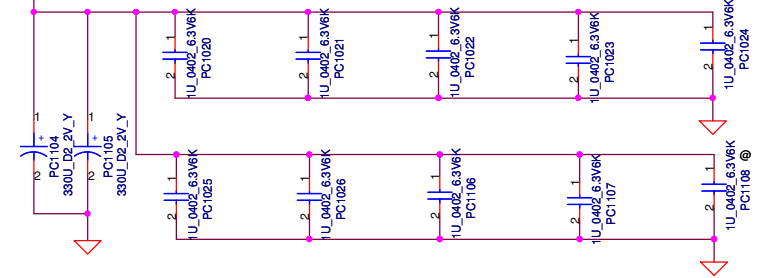 1
2
1U_0402_6.3V6K
PC1020
1
2
1U_0402_6.3V6K
PC1021
1
2
1U_0402_6.3V6K
PC1022
1
2
1U_0402_6.3V6K
PC1023
1
2
1U_0402_6.3V6K
PC1024
1
+
2
PC1104
330U_D2_2V_Y
1
+
2
PC1105
330U_D2_2V_Y
1
2
1U_0402_6.3V6K
PC1025
1
2
1U_0402_6.3V6K
PC1026
1
2
1U_0402_6.3V6K
PC1106
1
2
1U_0402_6.3V6K
PC1107
1
2
1U_0402_6.3V6K
PC1108 @